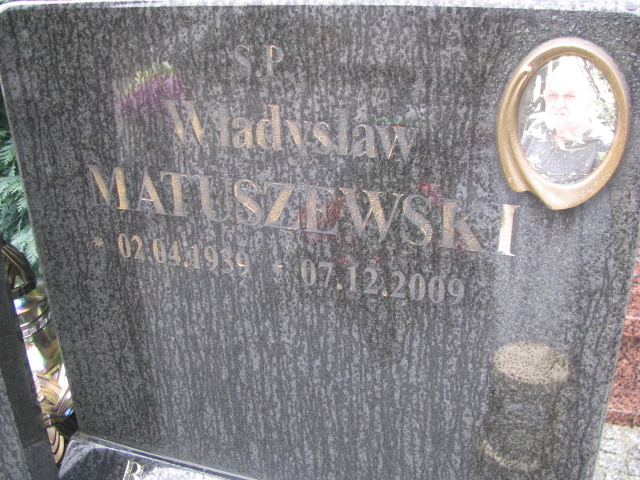 S.P.
Władysław
MATUSZEWSKI
* 02.04.1939 + 07.12.2009